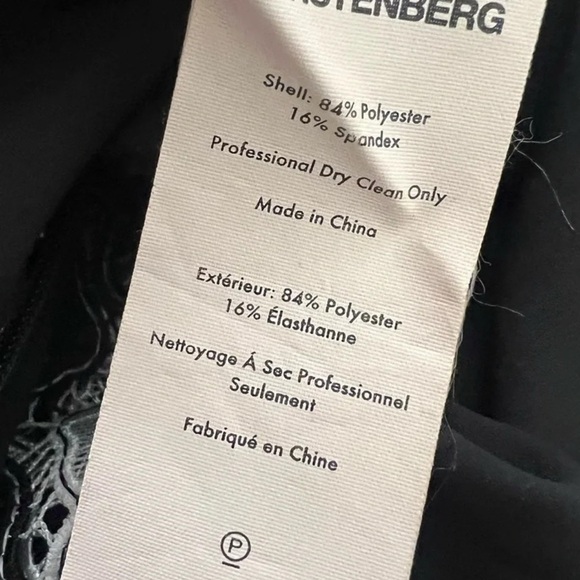 Shell: 84% Polyester
16% Spandex
Professional Dry Clean Only
Made in China
Extérieur: 84% Polyester
16% Élasthanne
Nettoyage Á Sec Professionnel
Seulement
Fabriqué en Chine
P